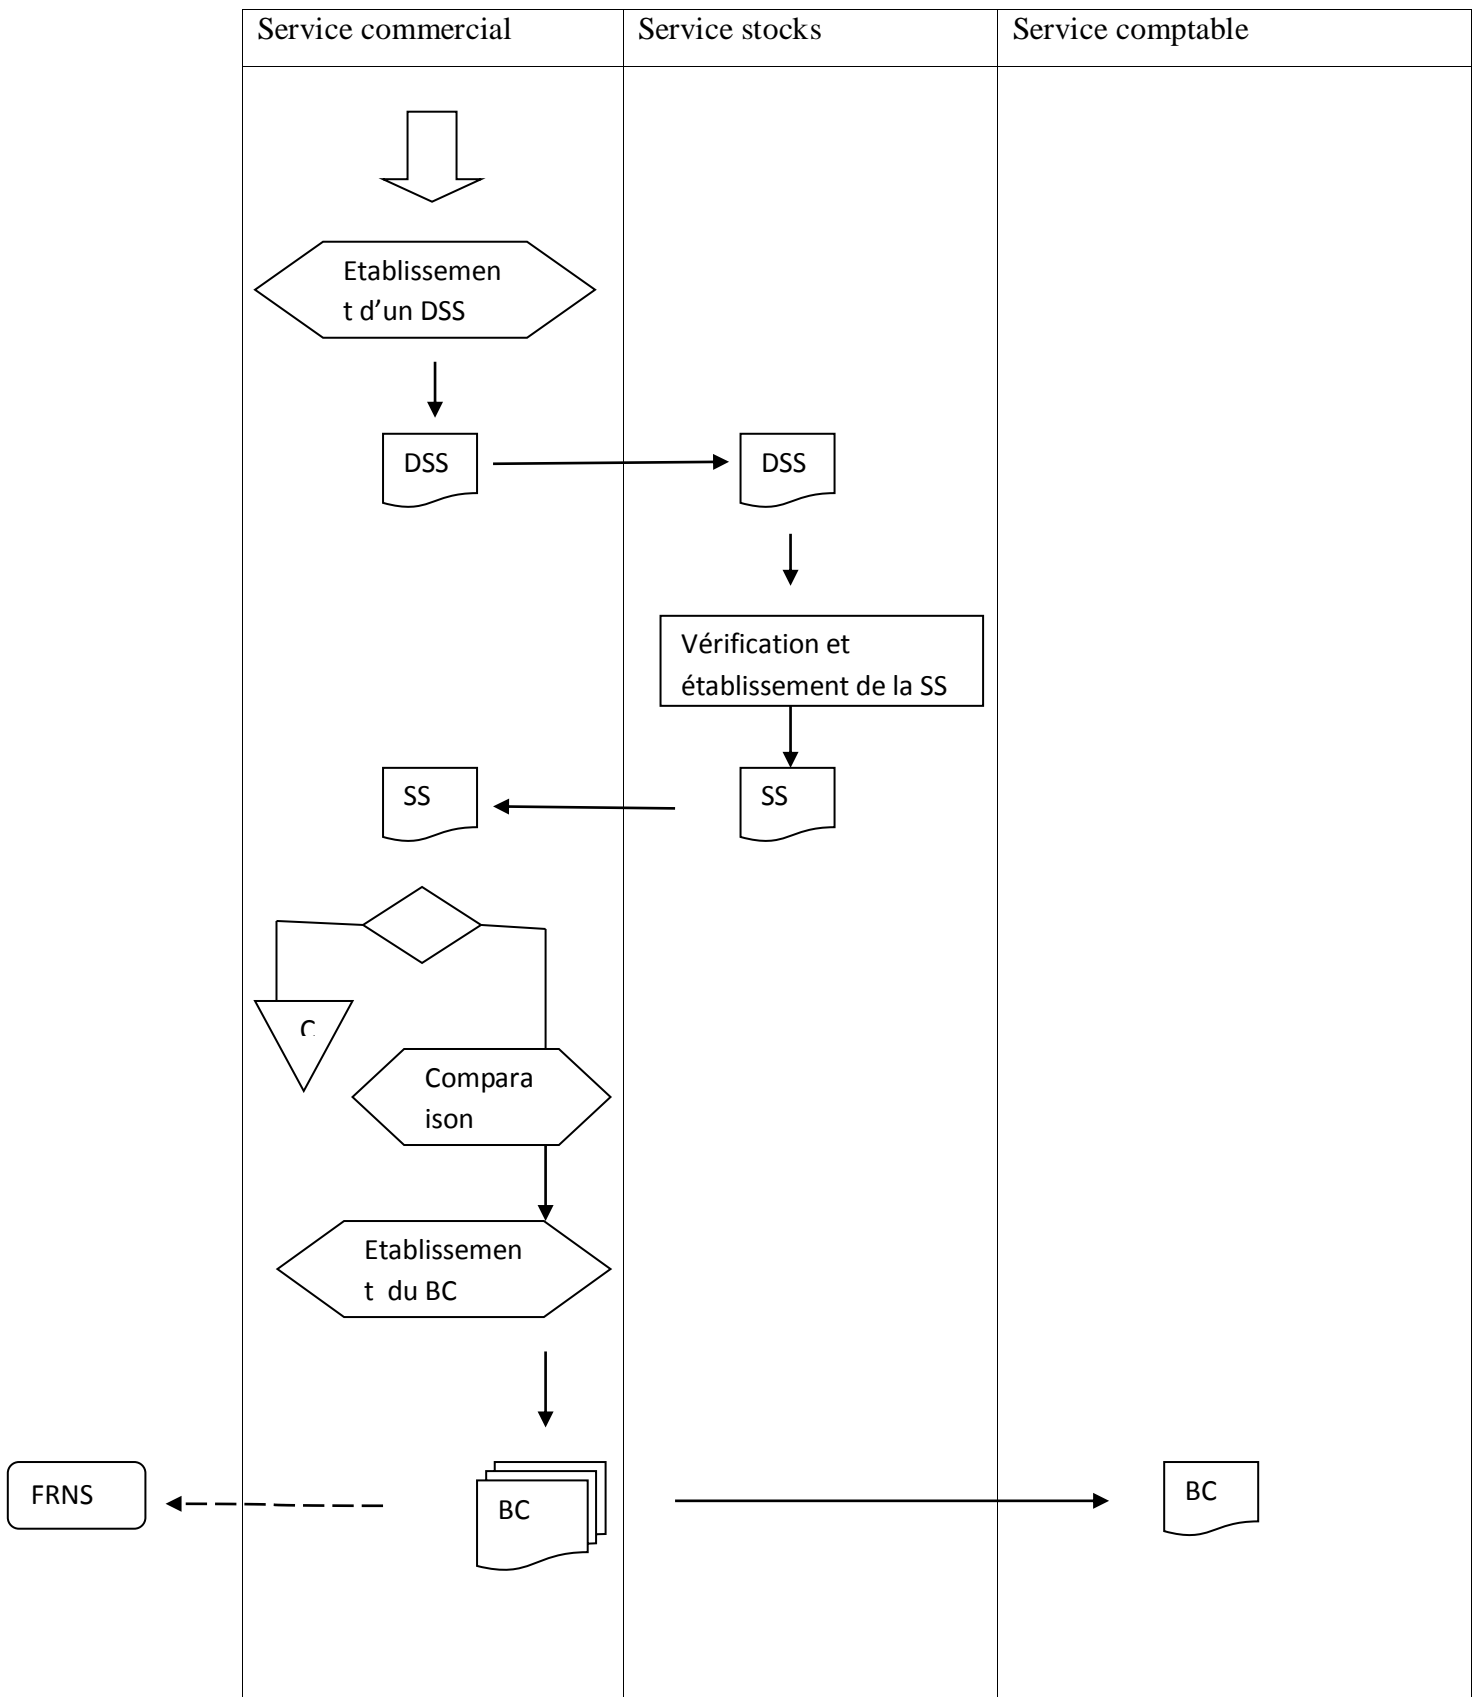 Service commercial
Service stocks
Service comptable
Etablissemen
t d’un DSS
DSS
DSS
Vérification et
établissement de la SS
SS
SS
C
Compara
ison
Etablissemen
t  du BC
FRNS
BC
BC